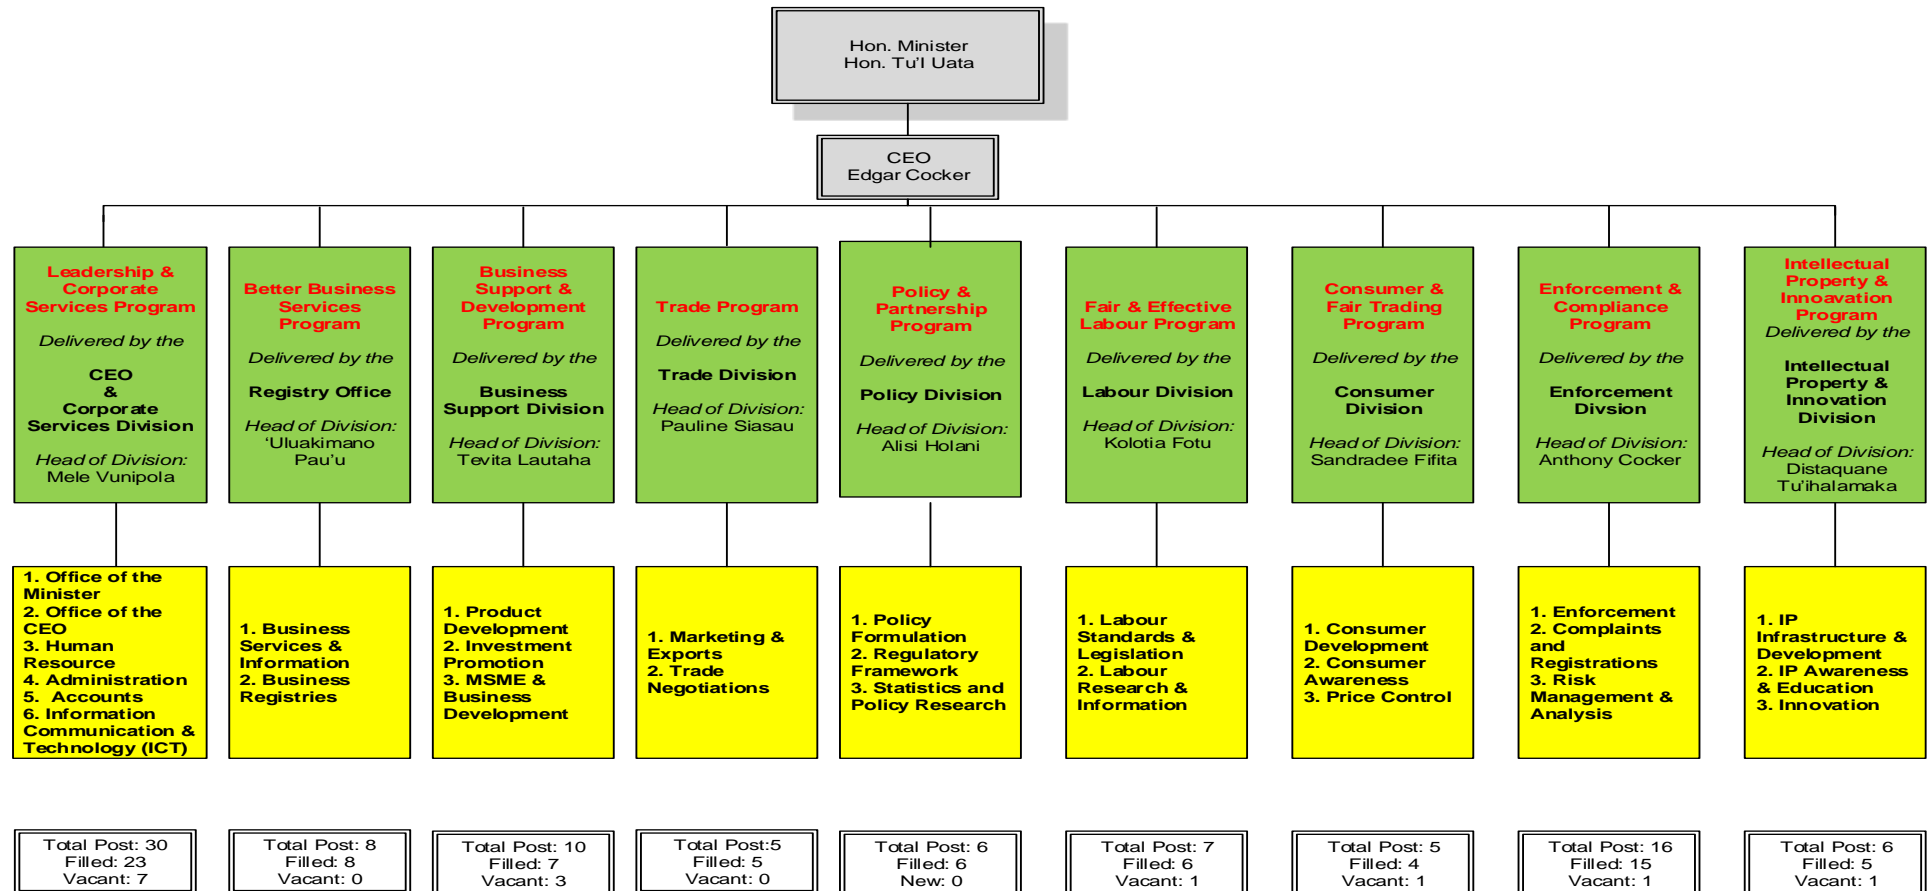 Hon. Minister
Hon. Tu'I Uata
CEO
Edgar Cocker
Leadership &
Corporate
Services Program
Delivered by the
CEO
&
Corporate
Services Division
Head of Division:
Mele Vunipola
Better Business
Services
Program
Delivered by the
Registry Office
Head of Division:
‘Uluakimano
Pau’u
Business
Support &
Development
Program
Delivered by the
Business
Support Division
Head of Division:
Tevita Lautaha
Trade Program
Delivered by the
Trade Division
Head of Division:
Pauline Siasau
Policy &
Partnership
Program
Delivered by the
Policy Division
Head of Division:
Alisi Holani
Fair & Effective
Labour Program
Delivered by the
Labour Division
Head of Division:
Kolotia Fotu
Consumer &
Fair Trading
Program
Delivered by the
Consumer
Division
Head of Division:
Sandradee Fifita
Enforcement &
Compliance
Program
Delivered by the
Enforcement
Divsion
Head of Division:
Anthony Cocker
Intellectual
Property &
Innoavation
Program
Delivered by the
Intellectual
Property &
Innovation
Division
Head of Division:
Distaquane
Tu’ihalamaka
1. Office of the
Minister
2. Office of the
CEO
3. Human
Resource
4. Administration
5. Accounts
6. Information
Communication &
Technology (ICT)
1. Business
Services &
Information
2. Business
Registries
1. Product
Development
2. Investment
Promotion
3. MSME &
Business
Development
1. Marketing &
Exports
2. Trade
Negotiations
1. Policy
Formulation
2. Regulatory
Framework
3. Statistics and
Policy Research
1. Labour
Standards &
Legislation
2. Labour
Research &
Information
1. Consumer
Development
2. Consumer
Awareness
3. Price Control
1. Enforcement
2. Complaints
and
Registrations
3. Risk
Management &
Analysis
1. IP
Infrastructure &
Development
2. IP Awareness
& Education
3. Innovation
Total Post: 30
Filled: 23
Vacant: 7
Total Post: 8
Filled: 8
Vacant: 0
Total Post: 10
Filled: 7
Vacant: 3
Total Post:5
Filled: 5
Vacant: 0
Total Post: 6
Filled: 6
New: 0
Total Post: 7
Filled: 6
Vacant: 1
Total Post: 5
Filled: 4
Vacant: 1
Total Post: 16
Filled: 15
Vacant: 1
Total Post: 6
Filled: 5
Vacant: 1